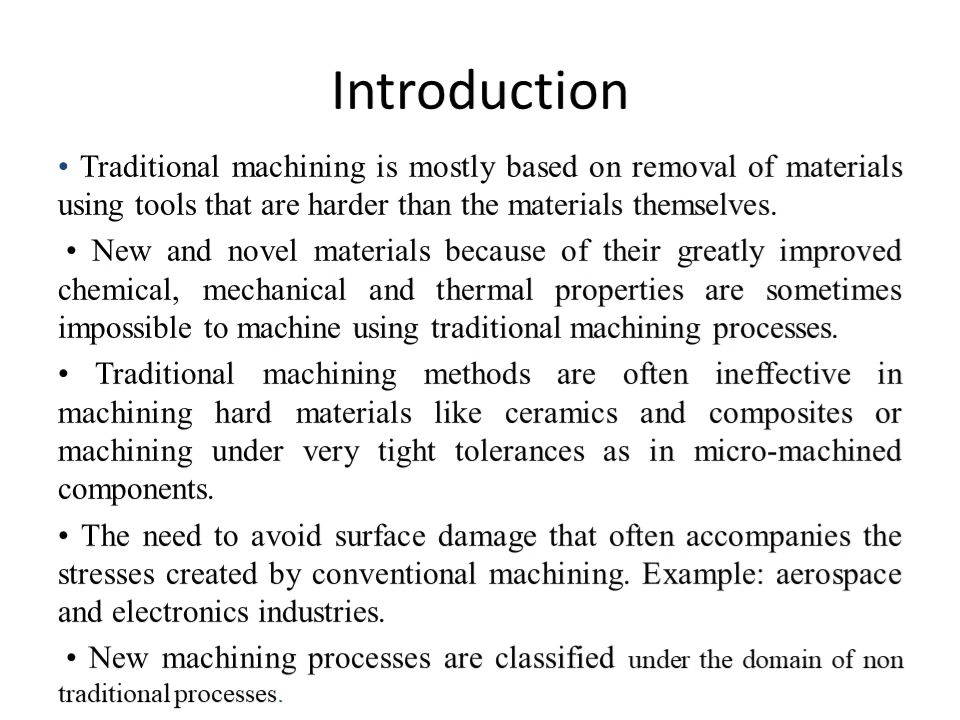 Introduction
• Traditional machining is mostly based on removal of materials
using tools that are harder than the materials themselves.
• New and novel materials because of their greatly improved
chemical, mechanical and thermal properties are sometimes
impossible to machine using traditional machining processes.
• Traditional machining methods are often ineffective in
machining hard materials like ceramics and composites or
machining under very tight tolerances as in micro-machined
components.
• The need to avoid surface damage that often accompanies the
stresses created by conventional machining. Example: aerospace
and electronics industries.
• New machining processes are classified under the domain of non
traditional processes.